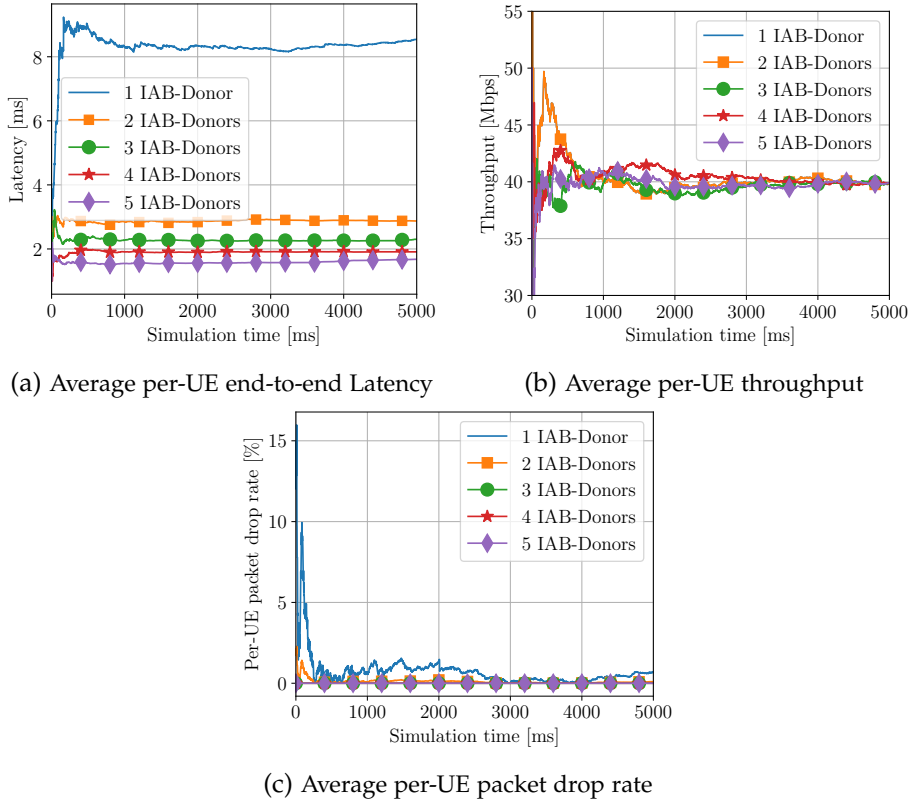 Latency [ms]
8
6
4
2
1 IAB-Donor
2 IAB-Donors
3 IAB-Donors
4 IAB-Donors
5 IAB-Donors
0 1000 2000 3000 4000 5000
Simulation time [ms]
(a) Average per-UE end-to-end Latency
Throughput [Mbps]
55
50
45
40
35
30
1 IAB-Donor
2 IAB-Donors
3 IAB-Donors
4 IAB-Donors
5 IAB-Donors
0 1000 2000 3000 4000 5000
Simulation time [ms]
(b) Average per-UE throughput
Per-UE packet drop rate [%]
15
10
5
0
1 IAB-Donor
2 IAB-Donors
3 IAB-Donors
4 IAB-Donors
5 IAB-Donors
0 1000 2000 3000 4000 5000
Simulation time [ms]
(c) Average per-UE packet drop rate